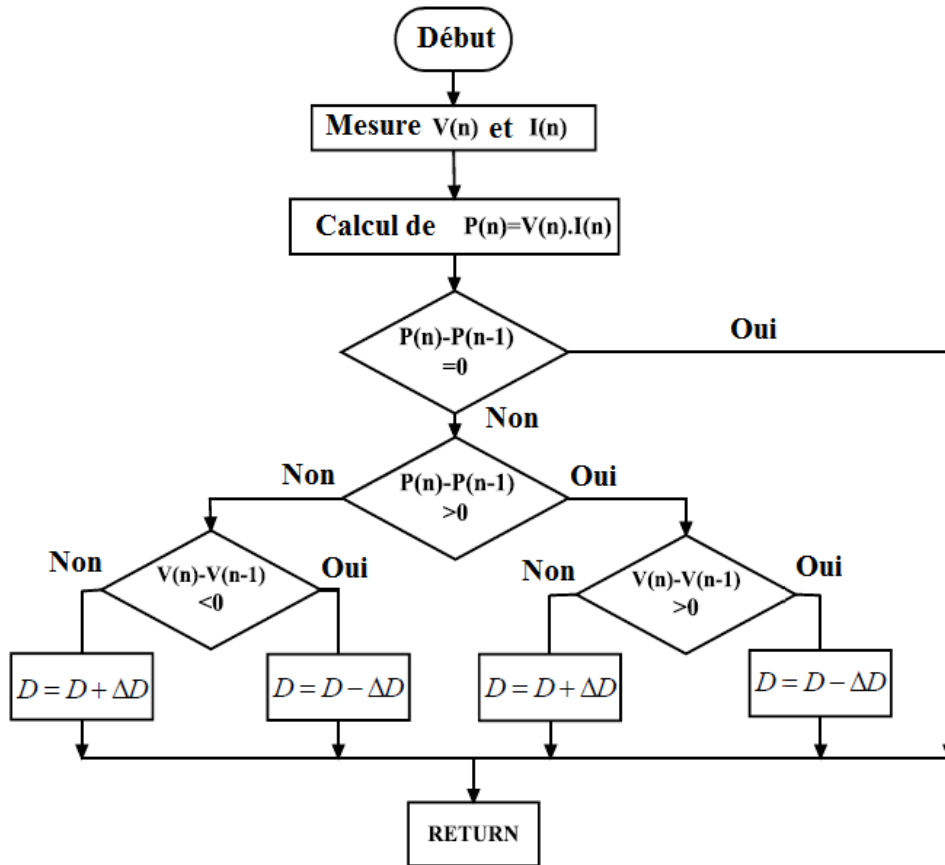 Début
Mesure V(n) et I(n)
Calcul de P(n)=V(n).I(n)
P(n)-P(n-1)
=0
Oui
Non
P(n)-P(n-1)
>0
Non
Oui
V(n)-V(n-1)
<0
Non
Oui
V(n)-V(n-1)
>0
Non
Oui
D = D + ΔD
D = D − ΔD
D = D + ΔD
D = D − ΔD
RETURN